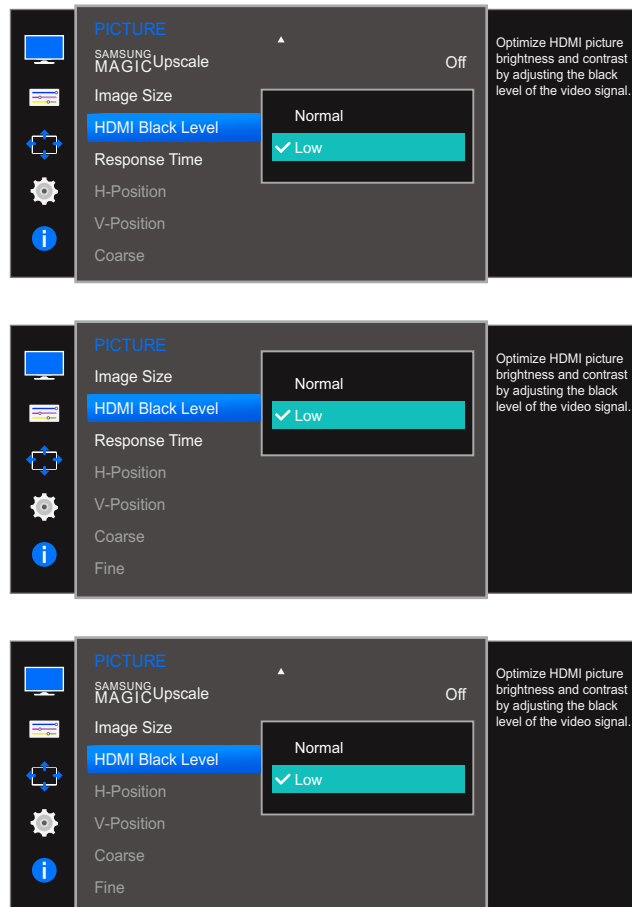 PICTURE
SAMSUNG
MAGICUpscale Off
Image Size
HDMI Black Level
Response Time
H-Position
V-Position
Coarse
Normal
Low
Optimize HDMI picture
brightness and contrast
by adjusting the black
level of the video signal.
i
PICTURE
Image Size
HDMI Black Level
Response Time
H-Position
V-Position
Coarse
Fine
Normal
Low
Optimize HDMI picture
brightness and contrast
by adjusting the black
level of the video signal.
i
PICTURE
SAMSUNG
MAGICUpscale Off
Image Size
HDMI Black Level
H-Position
V-Position
Coarse
Fine
Normal
Low
Optimize HDMI picture
brightness and contrast
by adjusting the black
level of the video signal.
i